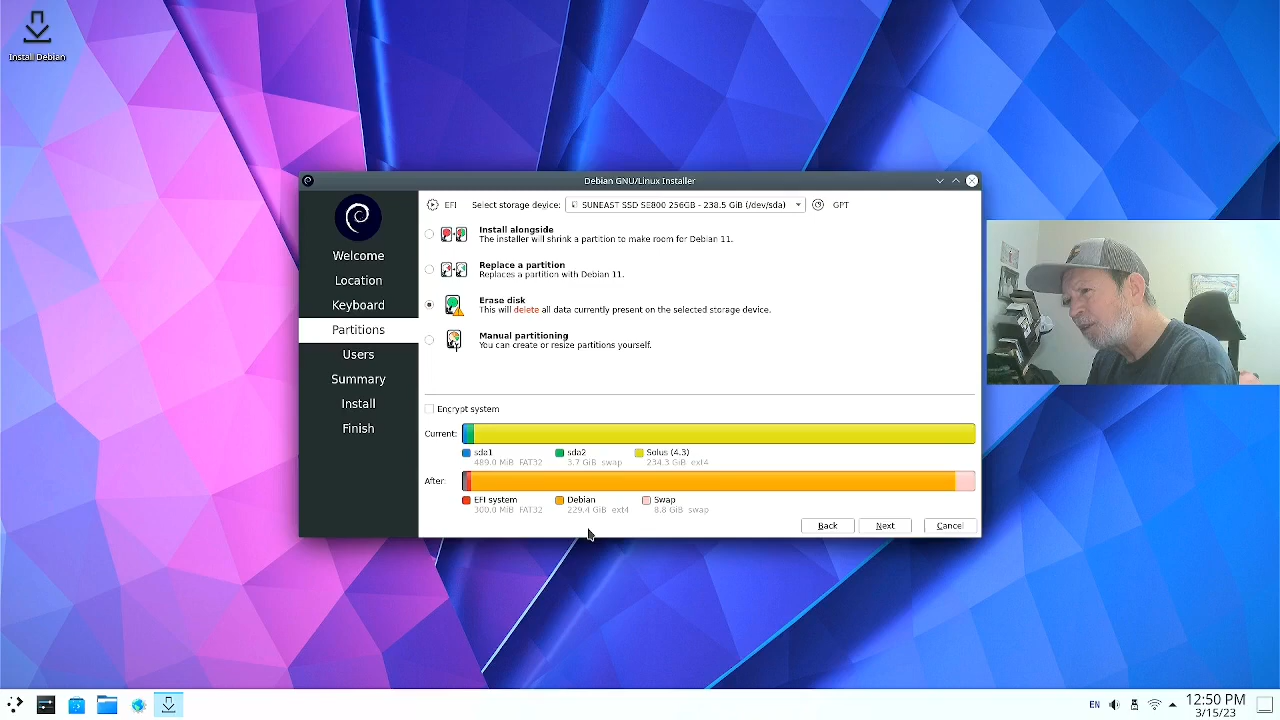 Install Debian
Debian GNU/Linux Installer
EFI Select storage device: SUNEAST SSD SE800 256GB - 238.5 GiB (/dev/sda) GPT
Welcome
Location
Keyboard
Partitions
Users
Summary
Install
Finish
Install alongside
The installer will shrink a partition to make room for Debian 11.
Replace a partition
Replaces a partition with Debian 11.
Erase disk
This will delete all data currently present on the selected storage device.
Manual partitioning
You can create or resize partitions yourself.
Encrypt system
Current:
sda1 sda2 Solus (4.3)
489.0 MiB FAT32 3.7 GiB swap 234.3 GiB ext4
After:
EFI system Debian Swap
300.0 MiB FAT32 229.4 GiB ext4 8.8 GiB swap
Back Next Cancel
EN 12:50 PM
3/15/23